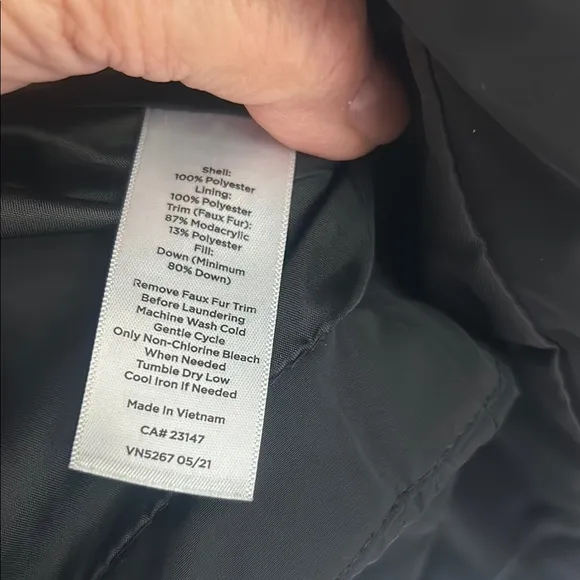 Shell:
100% Polyester
Lining:
100% Polyester
Trim (Faux Fur):
87% Modacrylic
13% Polyester
Fill:
Down (Minimum
80% Down)
Remove Faux Fur Trim
Before Laundering
Machine Wash Cold
Gentle Cycle
Only Non-Chlorine Bleach
When Needed
Tumble Dry Low
Cool Iron If Needed
Made In Vietnam
CA# 23147
VN5267 05/21